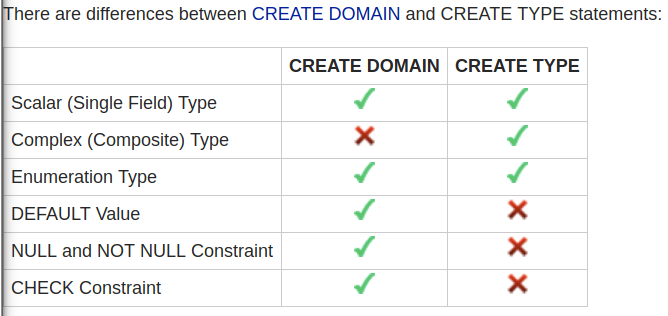 There are differences between CREATE DOMAIN and CREATE TYPE statements:
CREATE DOMAIN CREATE TYPE
Scalar (Single Field) Type
Complex (Composite) Type
Enumeration Type
DEFAULT Value
NULL and NOT NULL Constraint
CHECK Constraint